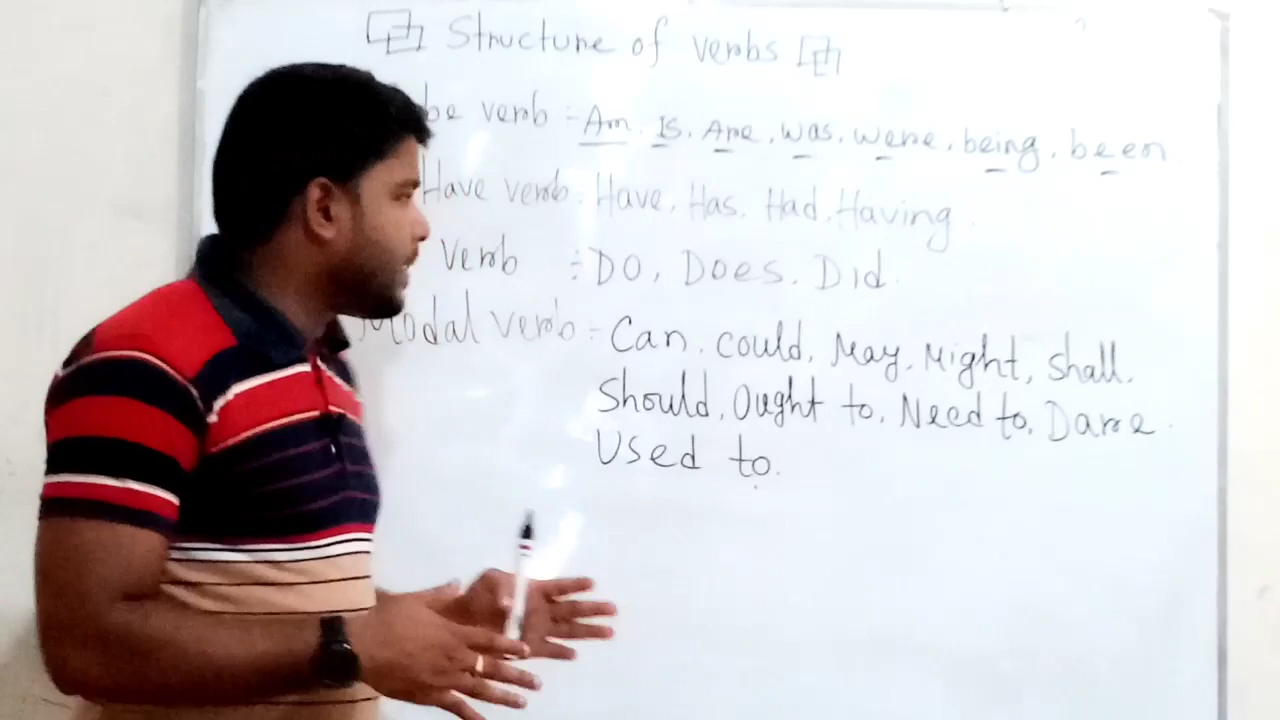 Structure of verbs
be verb :- Am. Is. Are. was. were. being. been
Have verb : Have. Has. Had. Having.
verb :- DO, Does. Did.
Modal verb :- Can. could. May. Might, shall.
should. Ought to. Need to. Dare.
Used to.